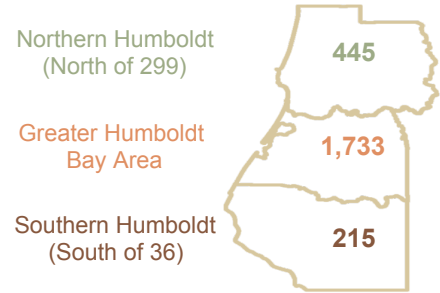 Northern Humboldt
(North of 299)
445
Greater Humboldt
Bay Area
1,733
Southern Humboldt
(South of 36)
215